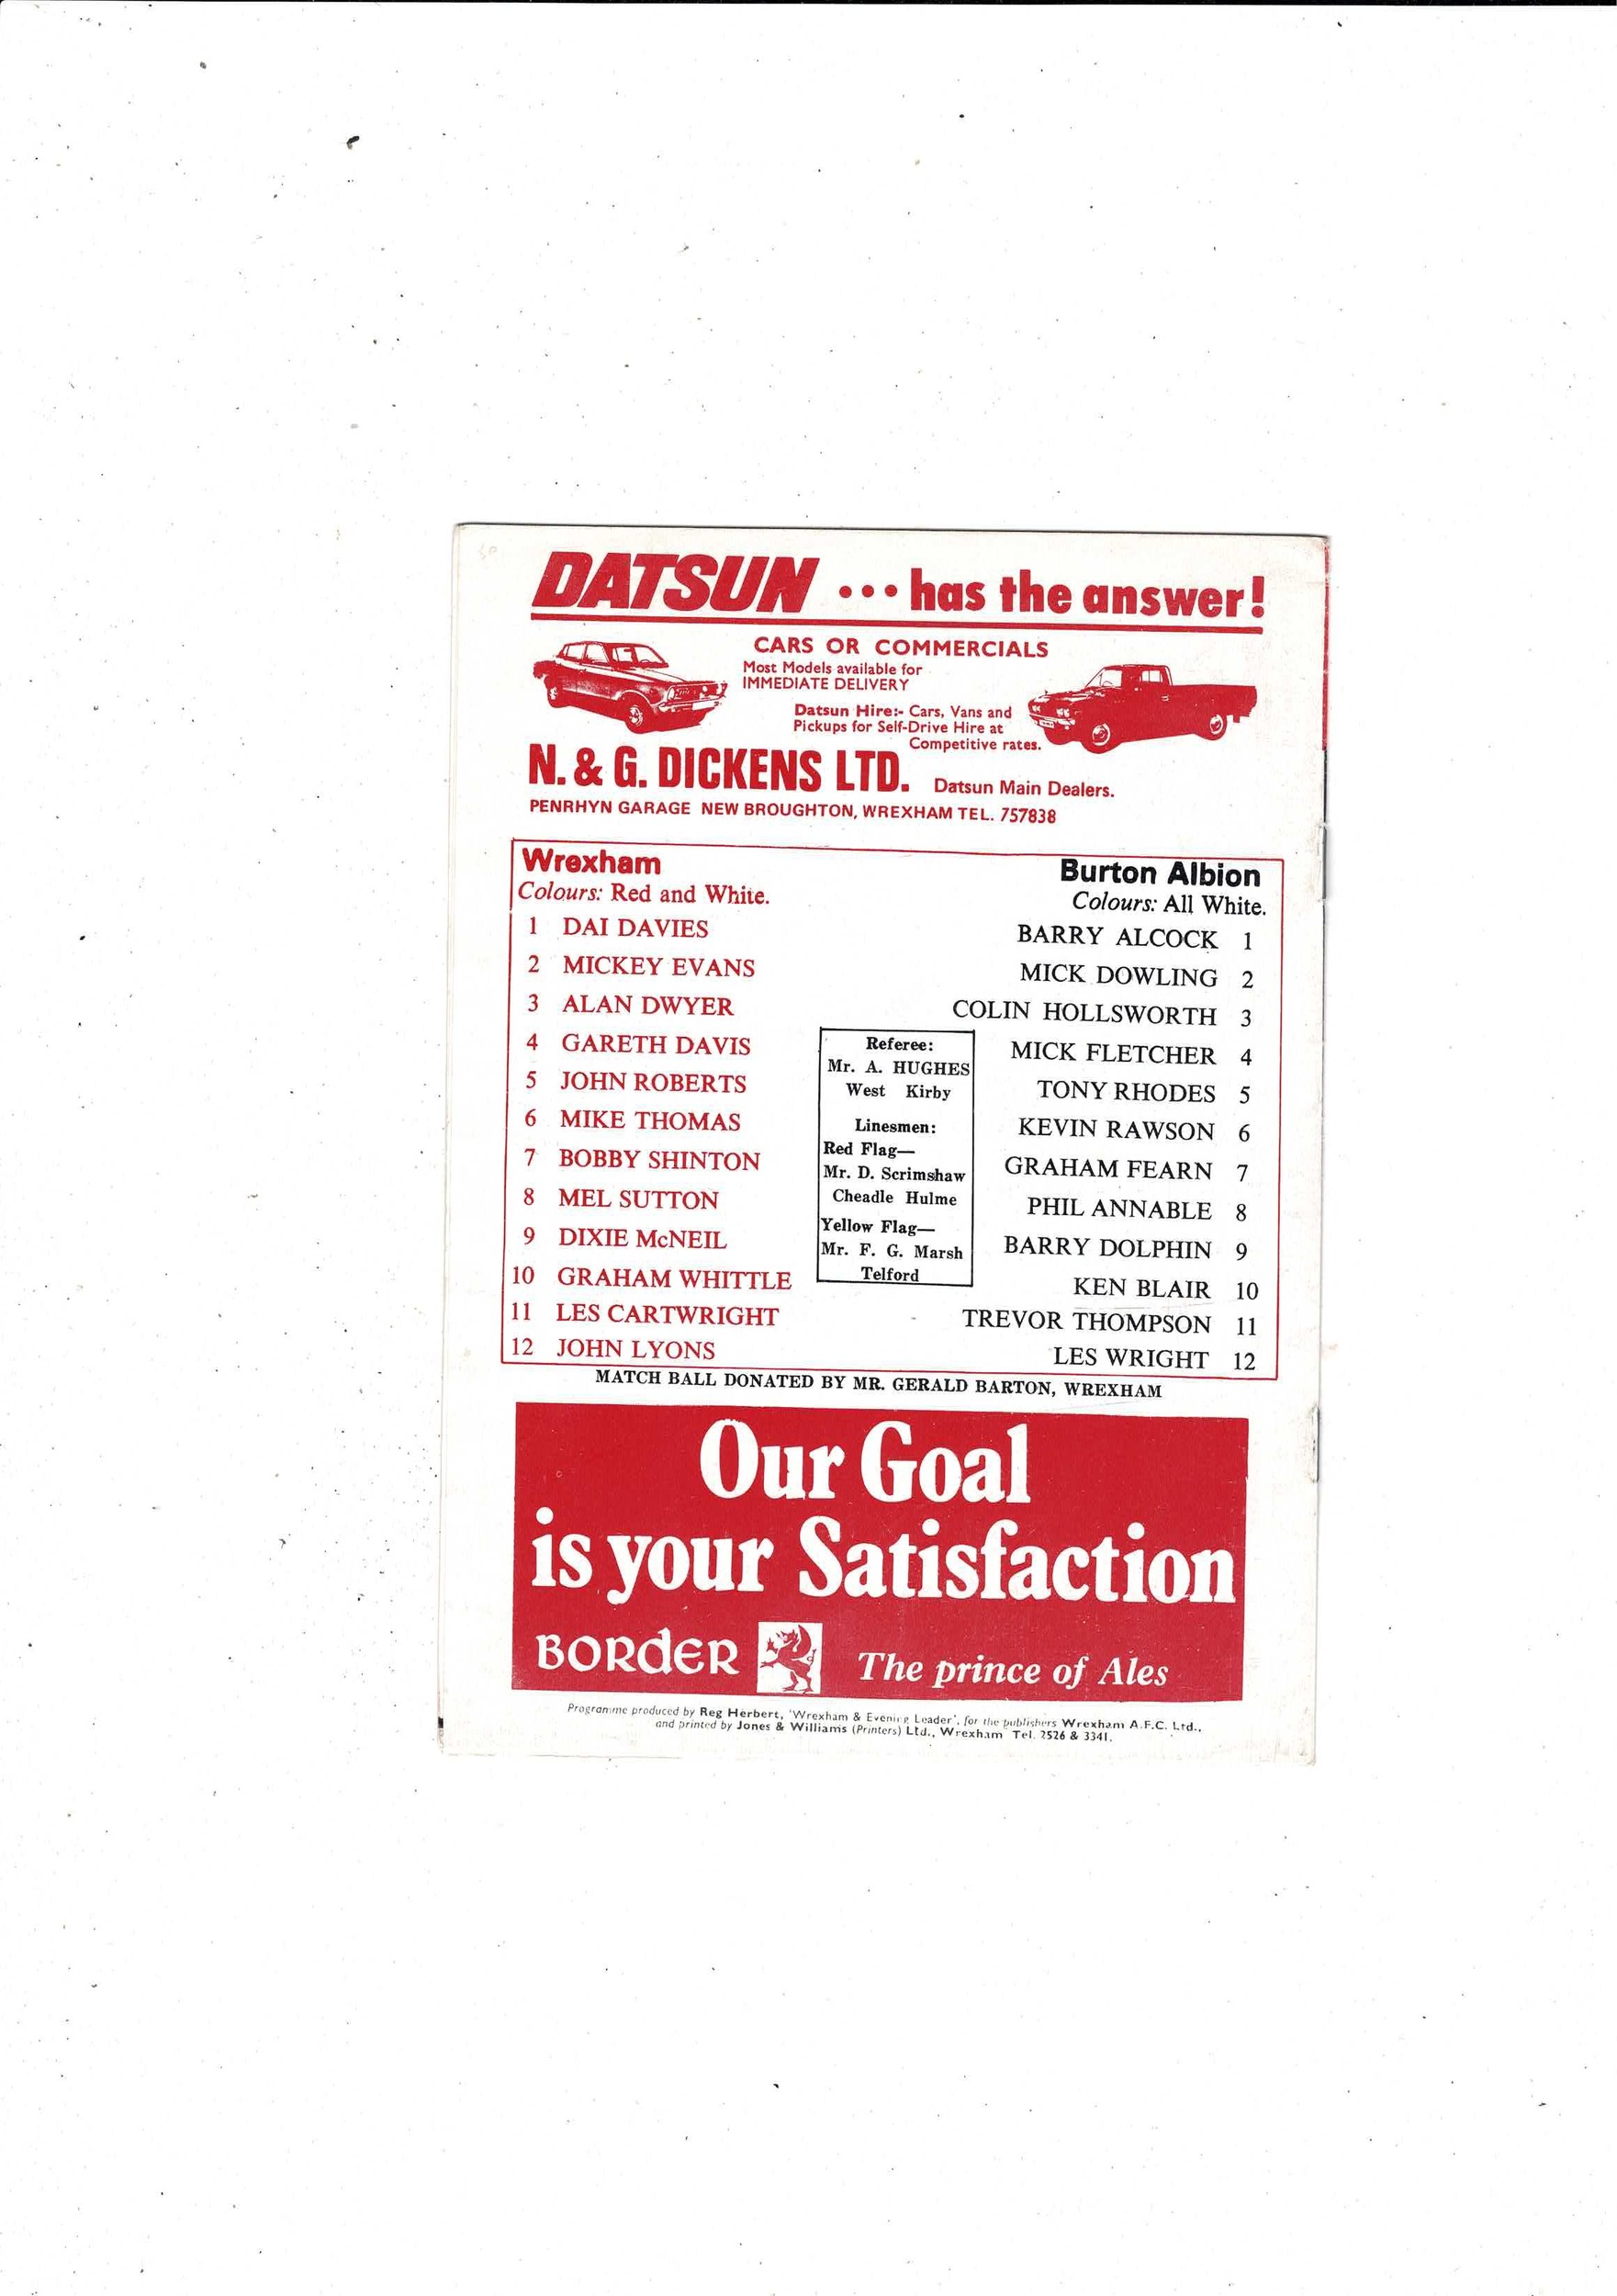 DATSUN ... has the answer!
CARS OR COMMERCIALS
Most Models available for
IMMEDIATE DELIVERY
Datsun Hire:- Cars, Vans and
Pickups for Self-Drive Hire at
Competitive rates.
N. & G. DICKENS LTD. Datsun Main Dealers.
PENRHYN GARAGE NEW BROUGHTON, WREXHAM TEL. 757838
Wrexham
Colours: Red and White.
1 DAI DAVIES
2 MICKEY EVANS
3 ALAN DWYER
4 GARETH DAVIS
5 JOHN ROBERTS
6 MIKE THOMAS
7 BOBBY SHINTON
8 MEL SUTTON
9 DIXIE McNEIL
10 GRAHAM WHITTLE
11 LES CARTWRIGHT
12 JOHN LYONS
Referee:
Mr. A. HUGHES
West Kirby
Linesmen:
Red Flag—
Mr. D. Scrimshaw
Cheadle Hulme
Yellow Flag—
Mr. F. G. Marsh
Telford
Burton Albion
Colours: All White.
BARRY ALCOCK 1
MICK DOWLING 2
COLIN HOLLSWORTH 3
MICK FLETCHER 4
TONY RHODES 5
KEVIN RAWSON 6
GRAHAM FEARN 7
PHIL ANNABLE 8
BARRY DOLPHIN 9
KEN BLAIR 10
TREVOR THOMPSON 11
LES WRIGHT 12
MATCH BALL DONATED BY MR. GERALD BARTON, WREXHAM
Our Goal
is your Satisfaction
BORDER The prince of Ales
Programme produced by Reg Herbert, 'Wrexham & Evening Leader', for the publishers Wrexham A.F.C. Ltd.,
and printed by Jones & Williams (Printers) Ltd., Wrexham Tel. 2526 & 3341.